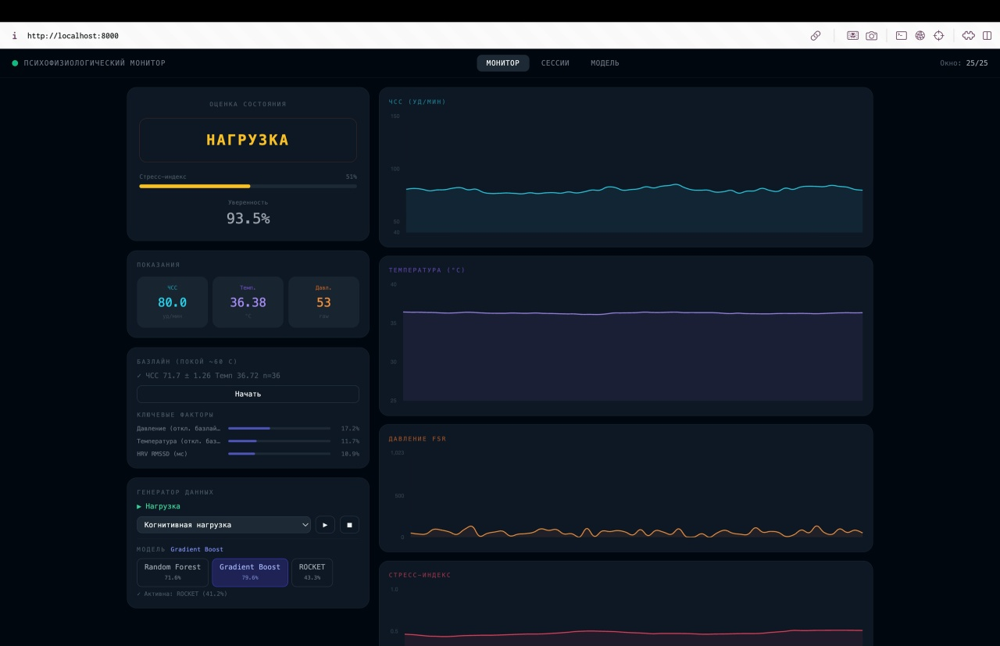 http://localhost:8000
ПСИХОФИЗИОЛОГИЧЕСКИЙ МОНИТОР
МОНИТОР СЕССИИ МОДЕЛЬ
Окно: 25/25
ОЦЕНКА СОСТОЯНИЯ
НАГРУЗКА
Стресс-индекс 51%
Уверенность
93.5%
ПОКАЗАНИЯ
ЧСС Темп. Давл.
80.0 36.38 53
уд/мин °C raw
БАЗЛАЙН (ПОКОЙ ~60 С)
✓ ЧСС 71.7 ± 1.26 Темп 36.72 n=36
Начать
КЛЮЧЕВЫЕ ФАКТОРЫ
Давление (откл. базлай… 17.2%
Температура (откл. баз… 11.7%
HRV RMSSD (мс) 10.9%
ГЕНЕРАТОР ДАННЫХ
▶ Нагрузка
Когнитивная нагрузка
МОДЕЛЬ Gradient Boost
Random Forest Gradient Boost ROCKET
71.6% 79.6% 43.3%
✓ Активна: ROCKET (41.2%)
ЧСС (УД/МИН)
150
100
50
40
ТЕМПЕРАТУРА (°C)
40
35
30
25
ДАВЛЕНИЕ FSR
1,023
500
0
СТРЕСС-ИНДЕКС
1.0
0.5